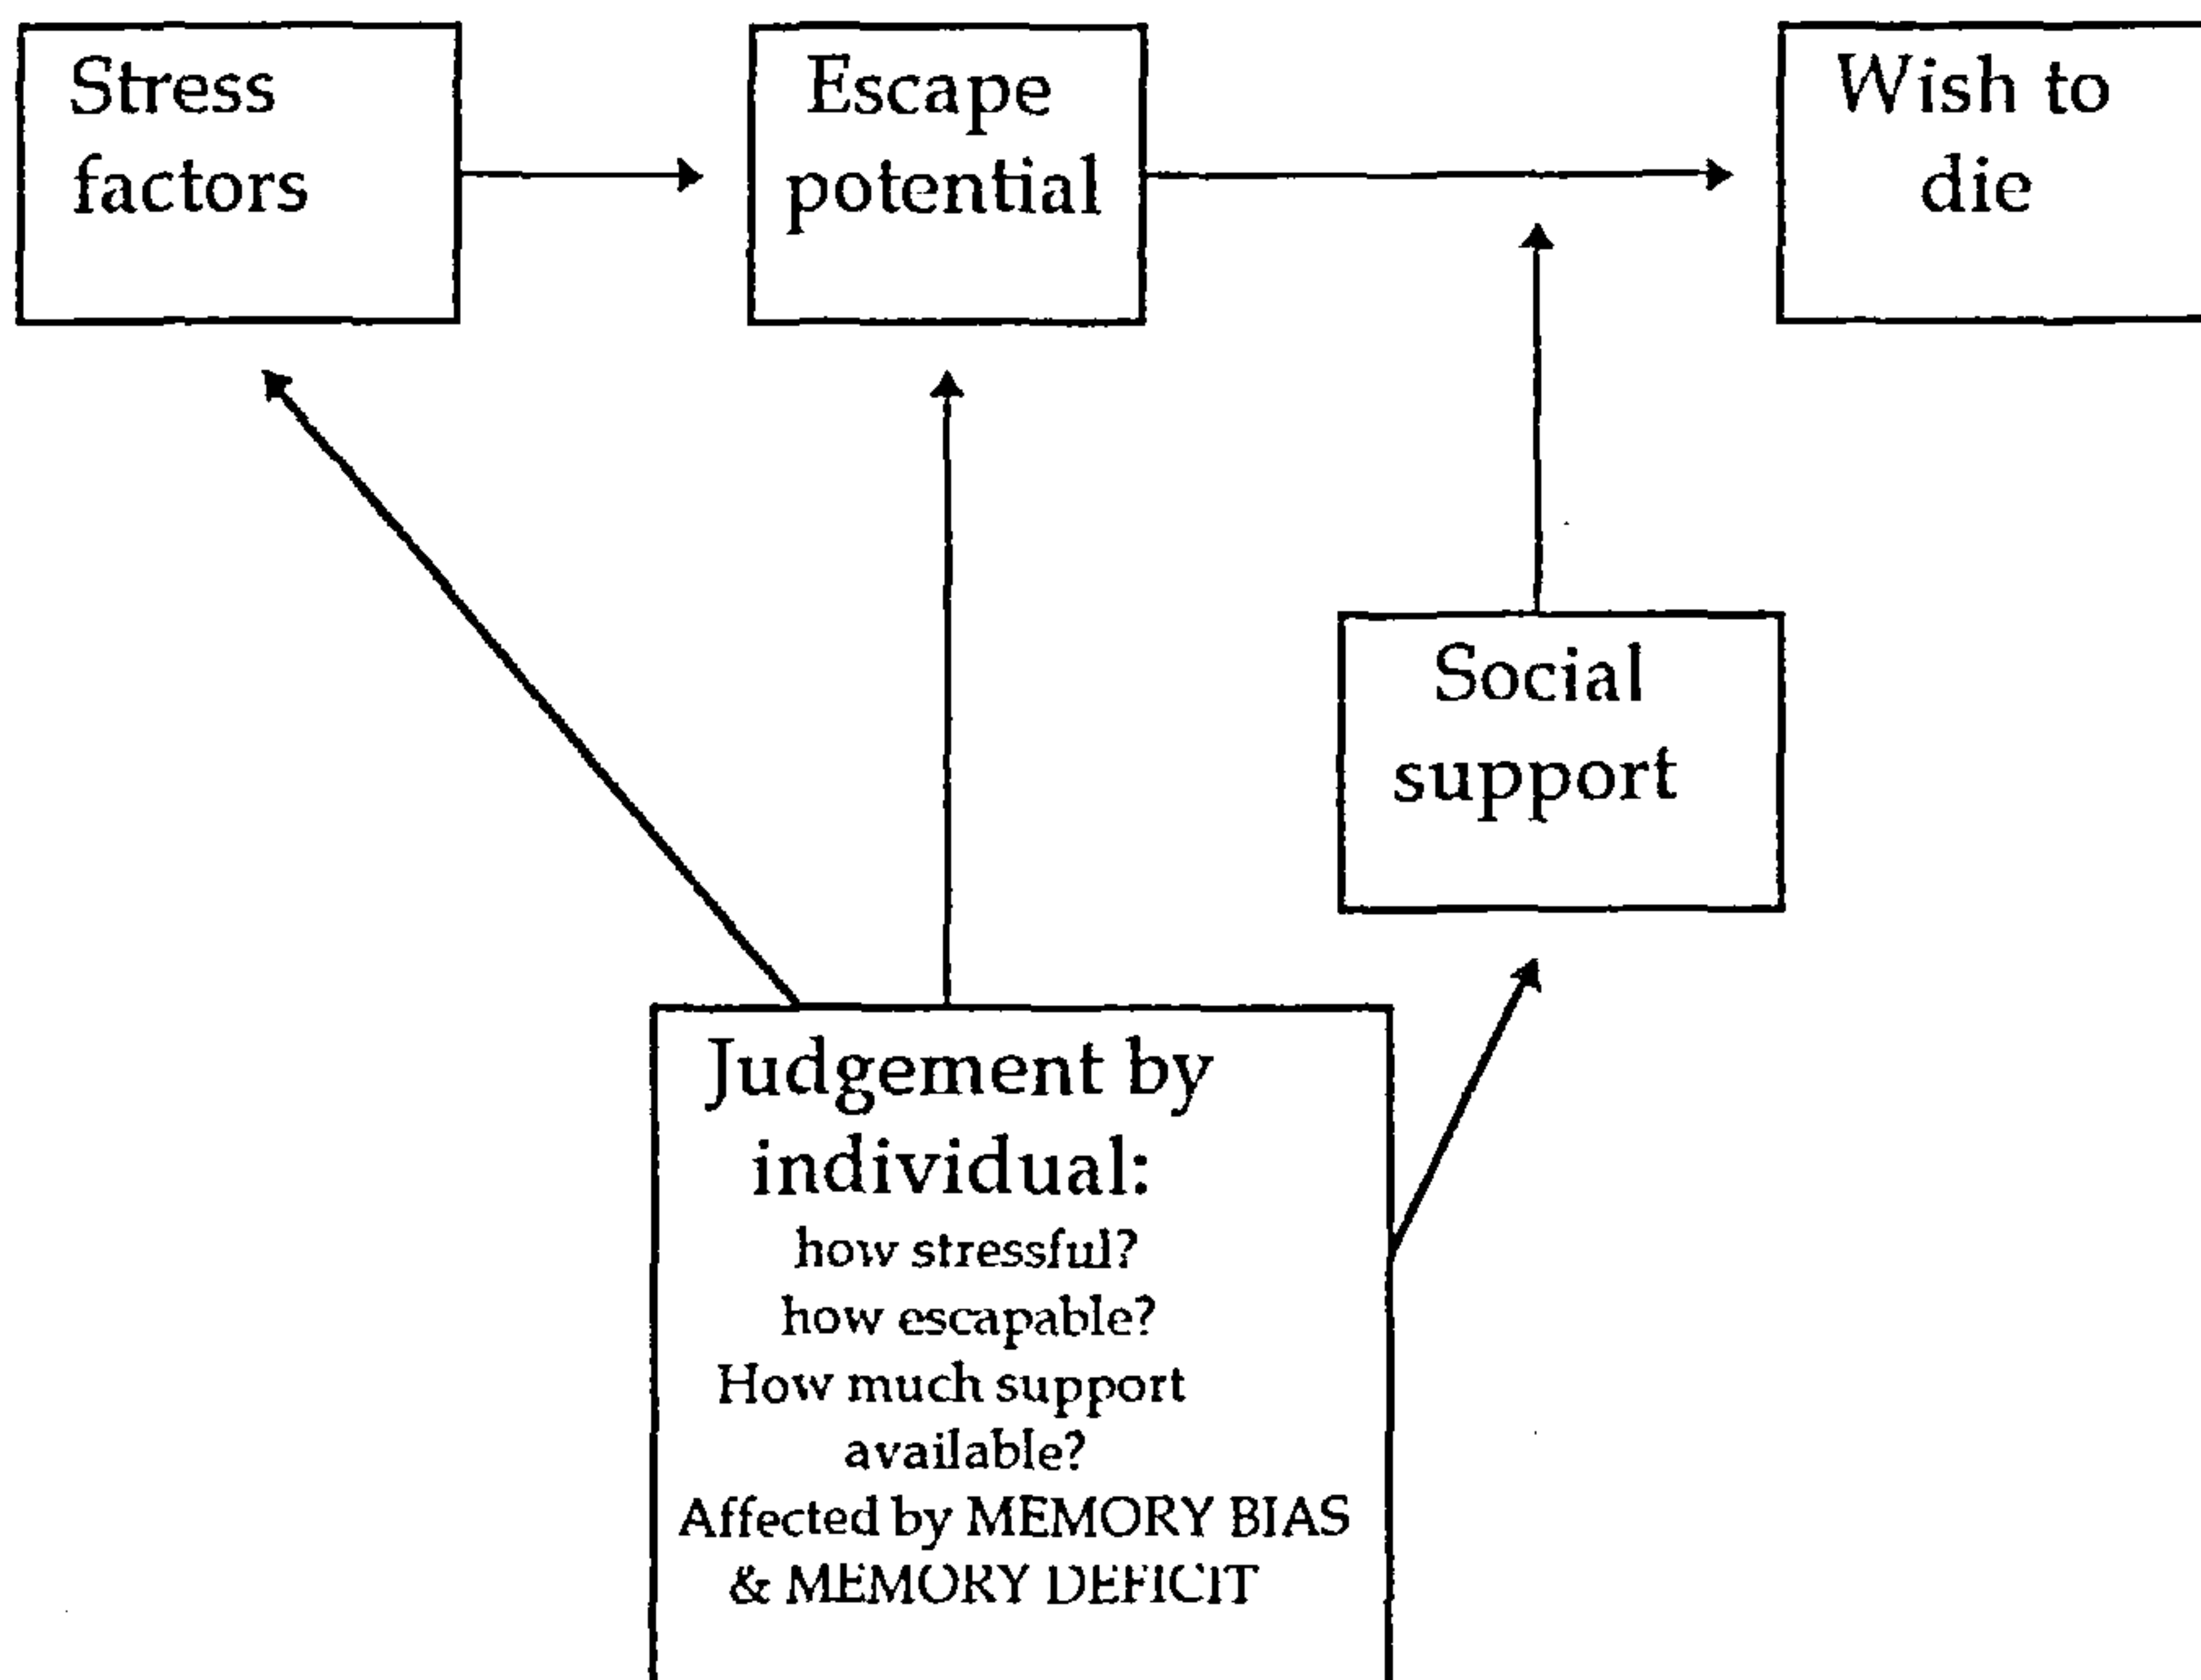 Stress
factors
Escape
potential
Wish to
die
Social
support
Judgement by
individual:
how stressful?
how escapable?
How much support
available?
Affected by MEMORY BIAS
& MEMORY DEFICIT